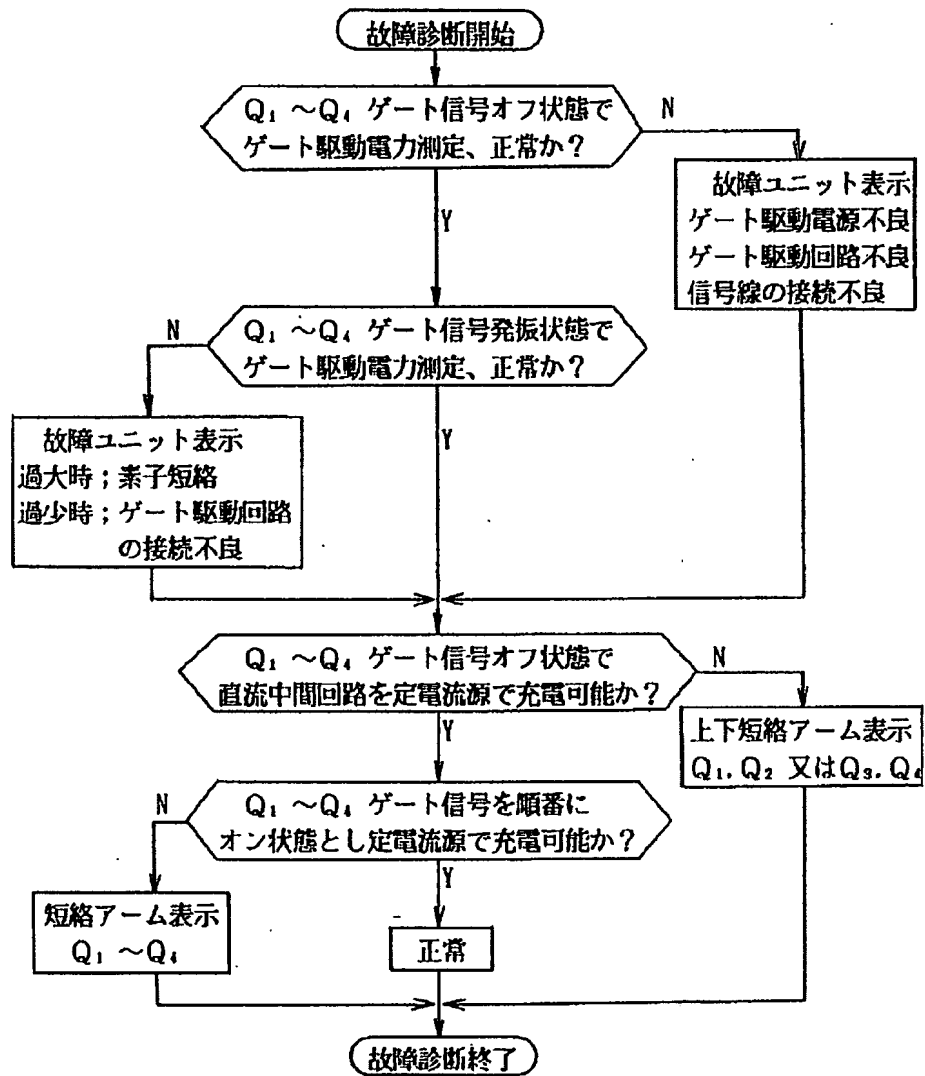 故障診断開始
Q₁ ～Q₄ ゲート信号オフ状態で
ゲート駆動電力測定、正常か？
N
故障ユニット表示
ゲート駆動電源不良
ゲート駆動回路不良
信号線の接続不良
Y
Q₁ ～Q₄ ゲート信号発振状態で
ゲート駆動電力測定、正常か？
N
故障ユニット表示
過大時；素子短絡
過少時；ゲート駆動回路
の接続不良
Y
Q₁ ～Q₄ ゲート信号オフ状態で
直流中間回路を定電流源で充電可能か？
N
上下短絡アーム表示
Q₁. Q₂ 又はQ₃. Q₄
Y
Q₁ ～Q₄ ゲート信号を順番に
オン状態とし定電流源で充電可能か？
N
短絡アーム表示
Q₁ ～Q₄
Y
正常
故障診断終了